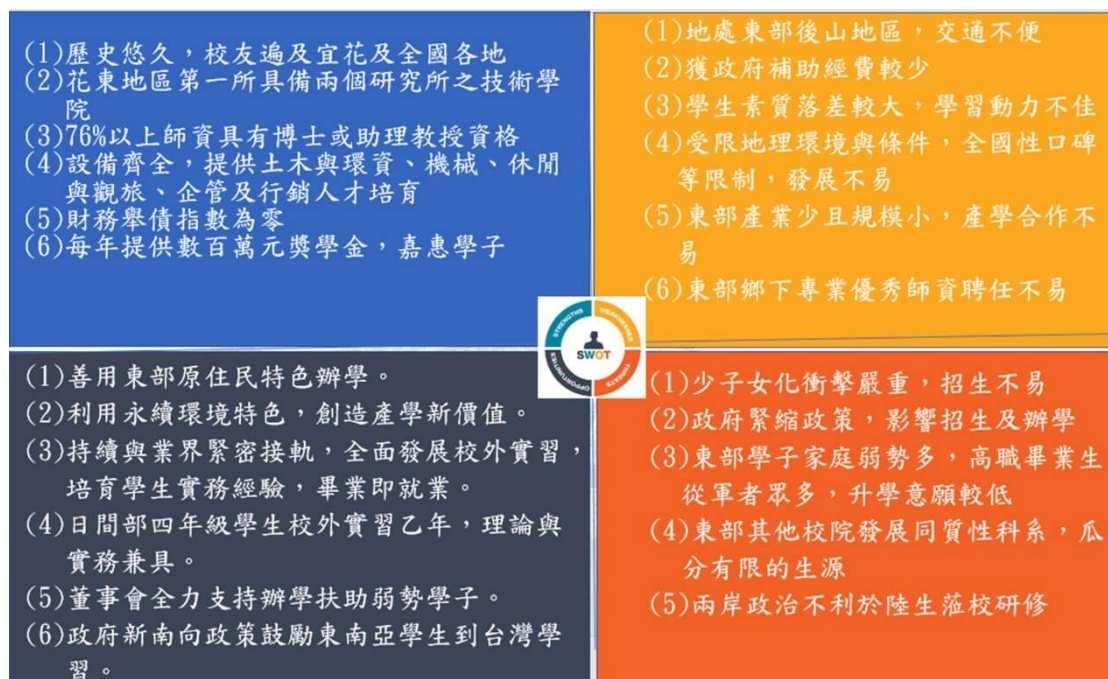 (1)歷史悠久，校友遍及宜花及全國各地
(2)花東地區第一所具備兩個研究所之技術學
院
(3)76%以上師資具有博士或助理教授資格
(4)設備齊全，提供土木與環資、機械、休閒
與觀旅、企管及行銷人才培育
(5)財務舉債指數為零
(6)每年提供數百萬元獎學金，嘉惠學子
(1)地處東部後山地區，交通不便
(2)獲政府補助經費較少
(3)學生素質落差較大，學習動力不佳
(4)受限地理環境與條件，全國性口碑
等限制，發展不易
(5)東部產業少且規模小，產學合作不
易
(6)東部鄉下專業優秀師資聘任不易
STRENGTHS
WEAKNESSES
SWOT
OPPORTUNITIES
THREATS
(1)善用東部原住民特色辦學。
(2)利用永續環境特色，創造產學新價值。
(3)持續與業界緊密接軌，全面發展校外實習，
培育學生實務經驗，畢業即就業。
(4)日間部四年級學生校外實習乙年，理論與
實務兼具。
(5)董事會全力支持辦學扶助弱勢學子。
(6)政府新南向政策鼓勵東南亞學生到台灣學
習。
(1)少子女化衝擊嚴重，招生不易
(2)政府緊縮政策，影響招生及辦學
(3)東部學子家庭弱勢多，高職畢業生
從軍者眾多，升學意願較低
(4)東部其他校院發展同質性科系，瓜
分有限的生源
(5)兩岸政治不利於陸生蒞校研修